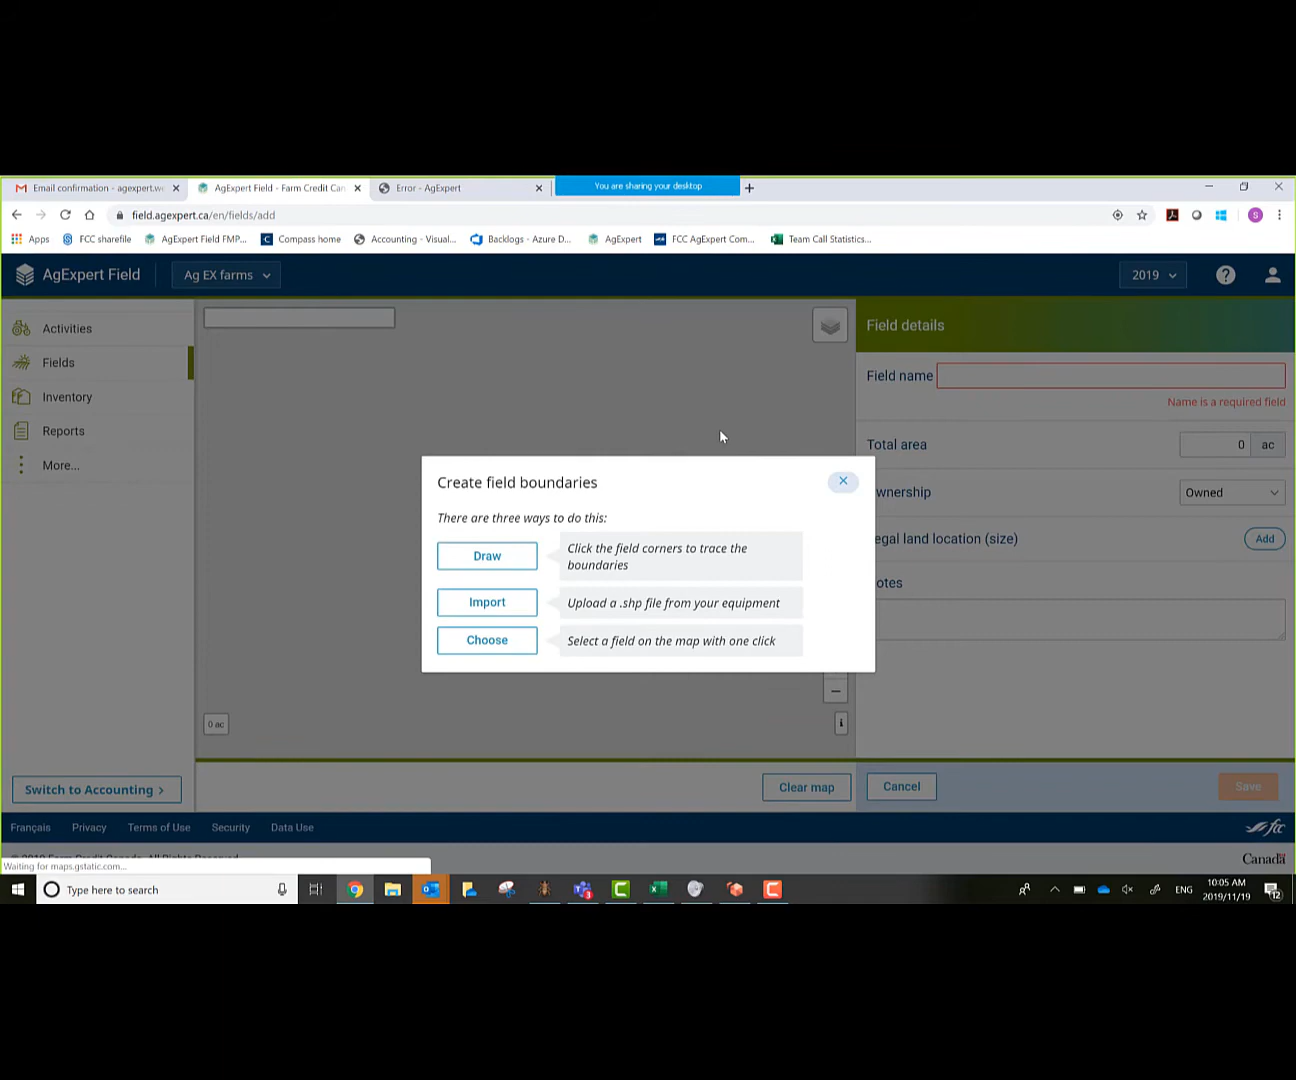 Email confirmation - agexpert.we
AgExpert Field - Farm Credit Can
Error - AgExpert
You are sharing your desktop
field.agexpert.ca/en/fields/add
S
Apps
FCC sharefile
AgExpert Field FMP...
Compass home
Accounting - Visual...
Backlogs - Azure D...
AgExpert
FCC AgExpert Com...
Team Call Statistics...
AgExpert Field
Ag EX farms
2019
Activities
Fields
Inventory
Reports
More...
Field details
Field name
Name is a required field
Total area
0 ac
wnership
Owned
egal land location (size)
Add
otes
Create field boundaries
There are three ways to do this:
Draw
Click the field corners to trace the
boundaries
Import
Upload a .shp file from your equipment
Choose
Select a field on the map with one click
0 ac
Switch to Accounting >
Clear map
Cancel
Save
Français
Privacy
Terms of Use
Security
Data Use
fcc
Canada
Waiting for maps.gstatic.com...
Type here to search
ENG
10:05 AM
2019/11/19
12